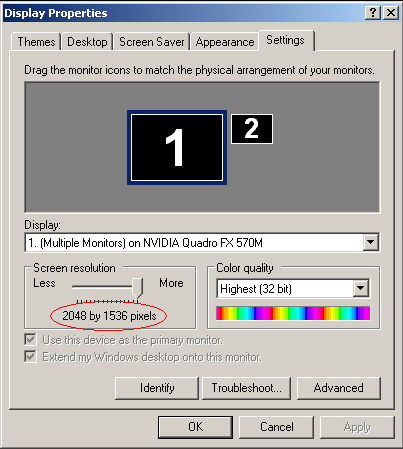 Display Properties
Themes Desktop Screen Saver Appearance Settings
Drag the monitor icons to match the physical arrangement of your monitors.
1 2
Display:
1. (Multiple Monitors) on NVIDIA Quadro FX 570M
Screen resolution Color quality
Less More Highest (32 bit)
2048 by 1536 pixels
Use this device as the primary monitor.
Extend my Windows desktop onto this monitor.
Identify Troubleshoot... Advanced
OK Cancel Apply